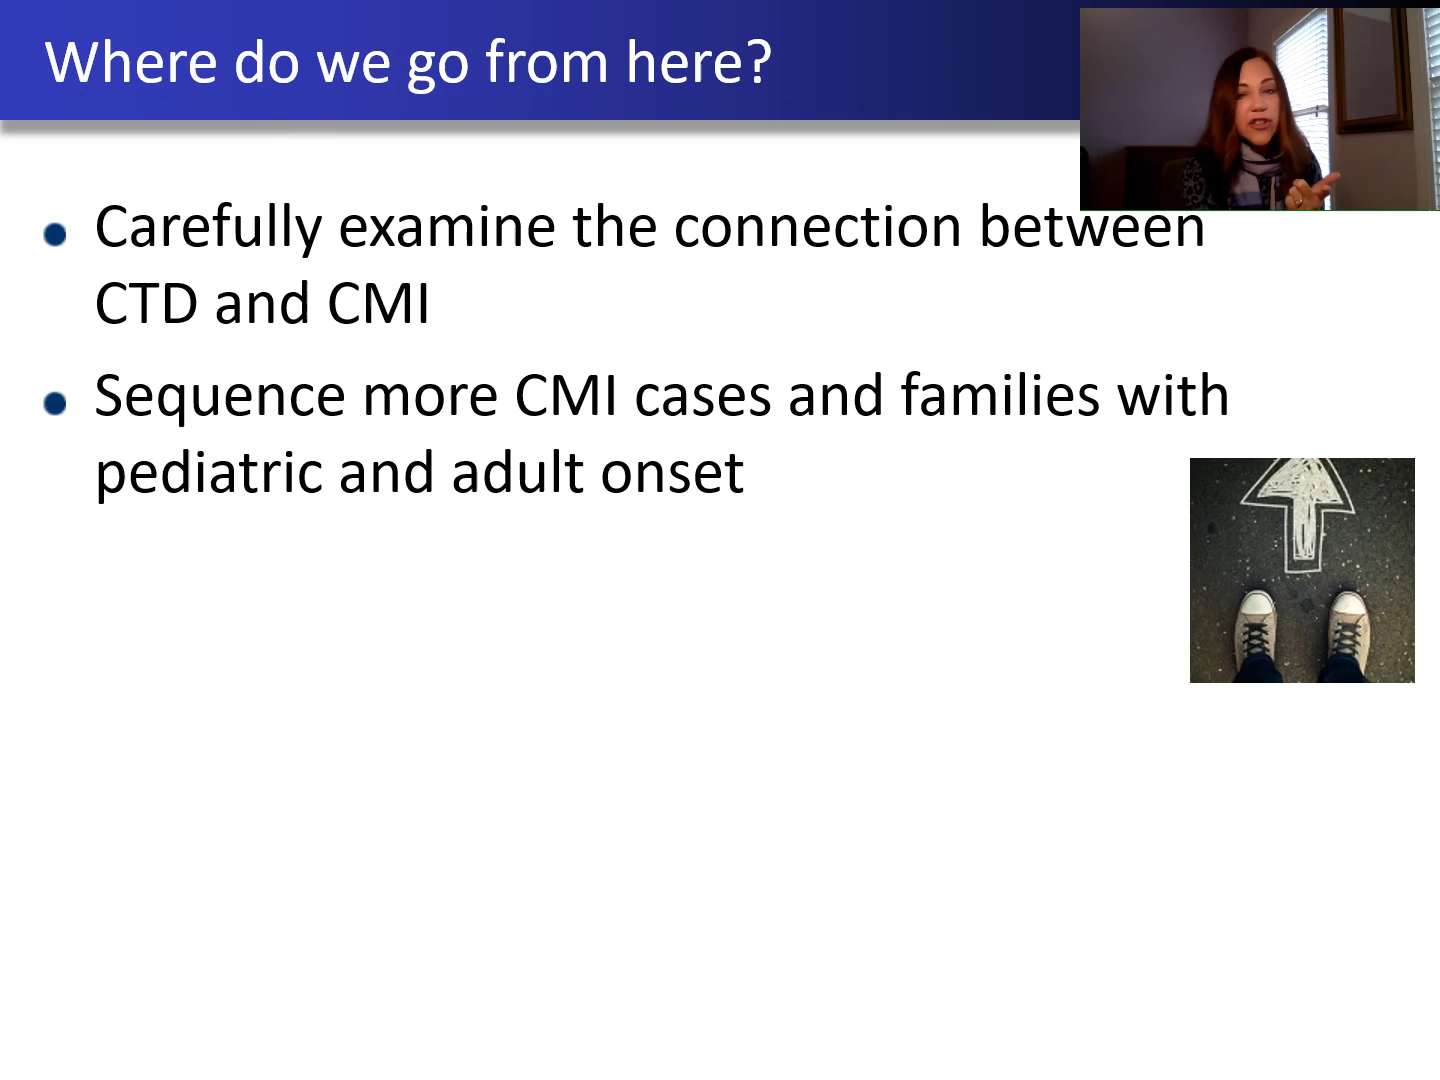 Where do we go from here?
Carefully examine the connection between
CTD and CMI
Sequence more CMI cases and families with
pediatric and adult onset